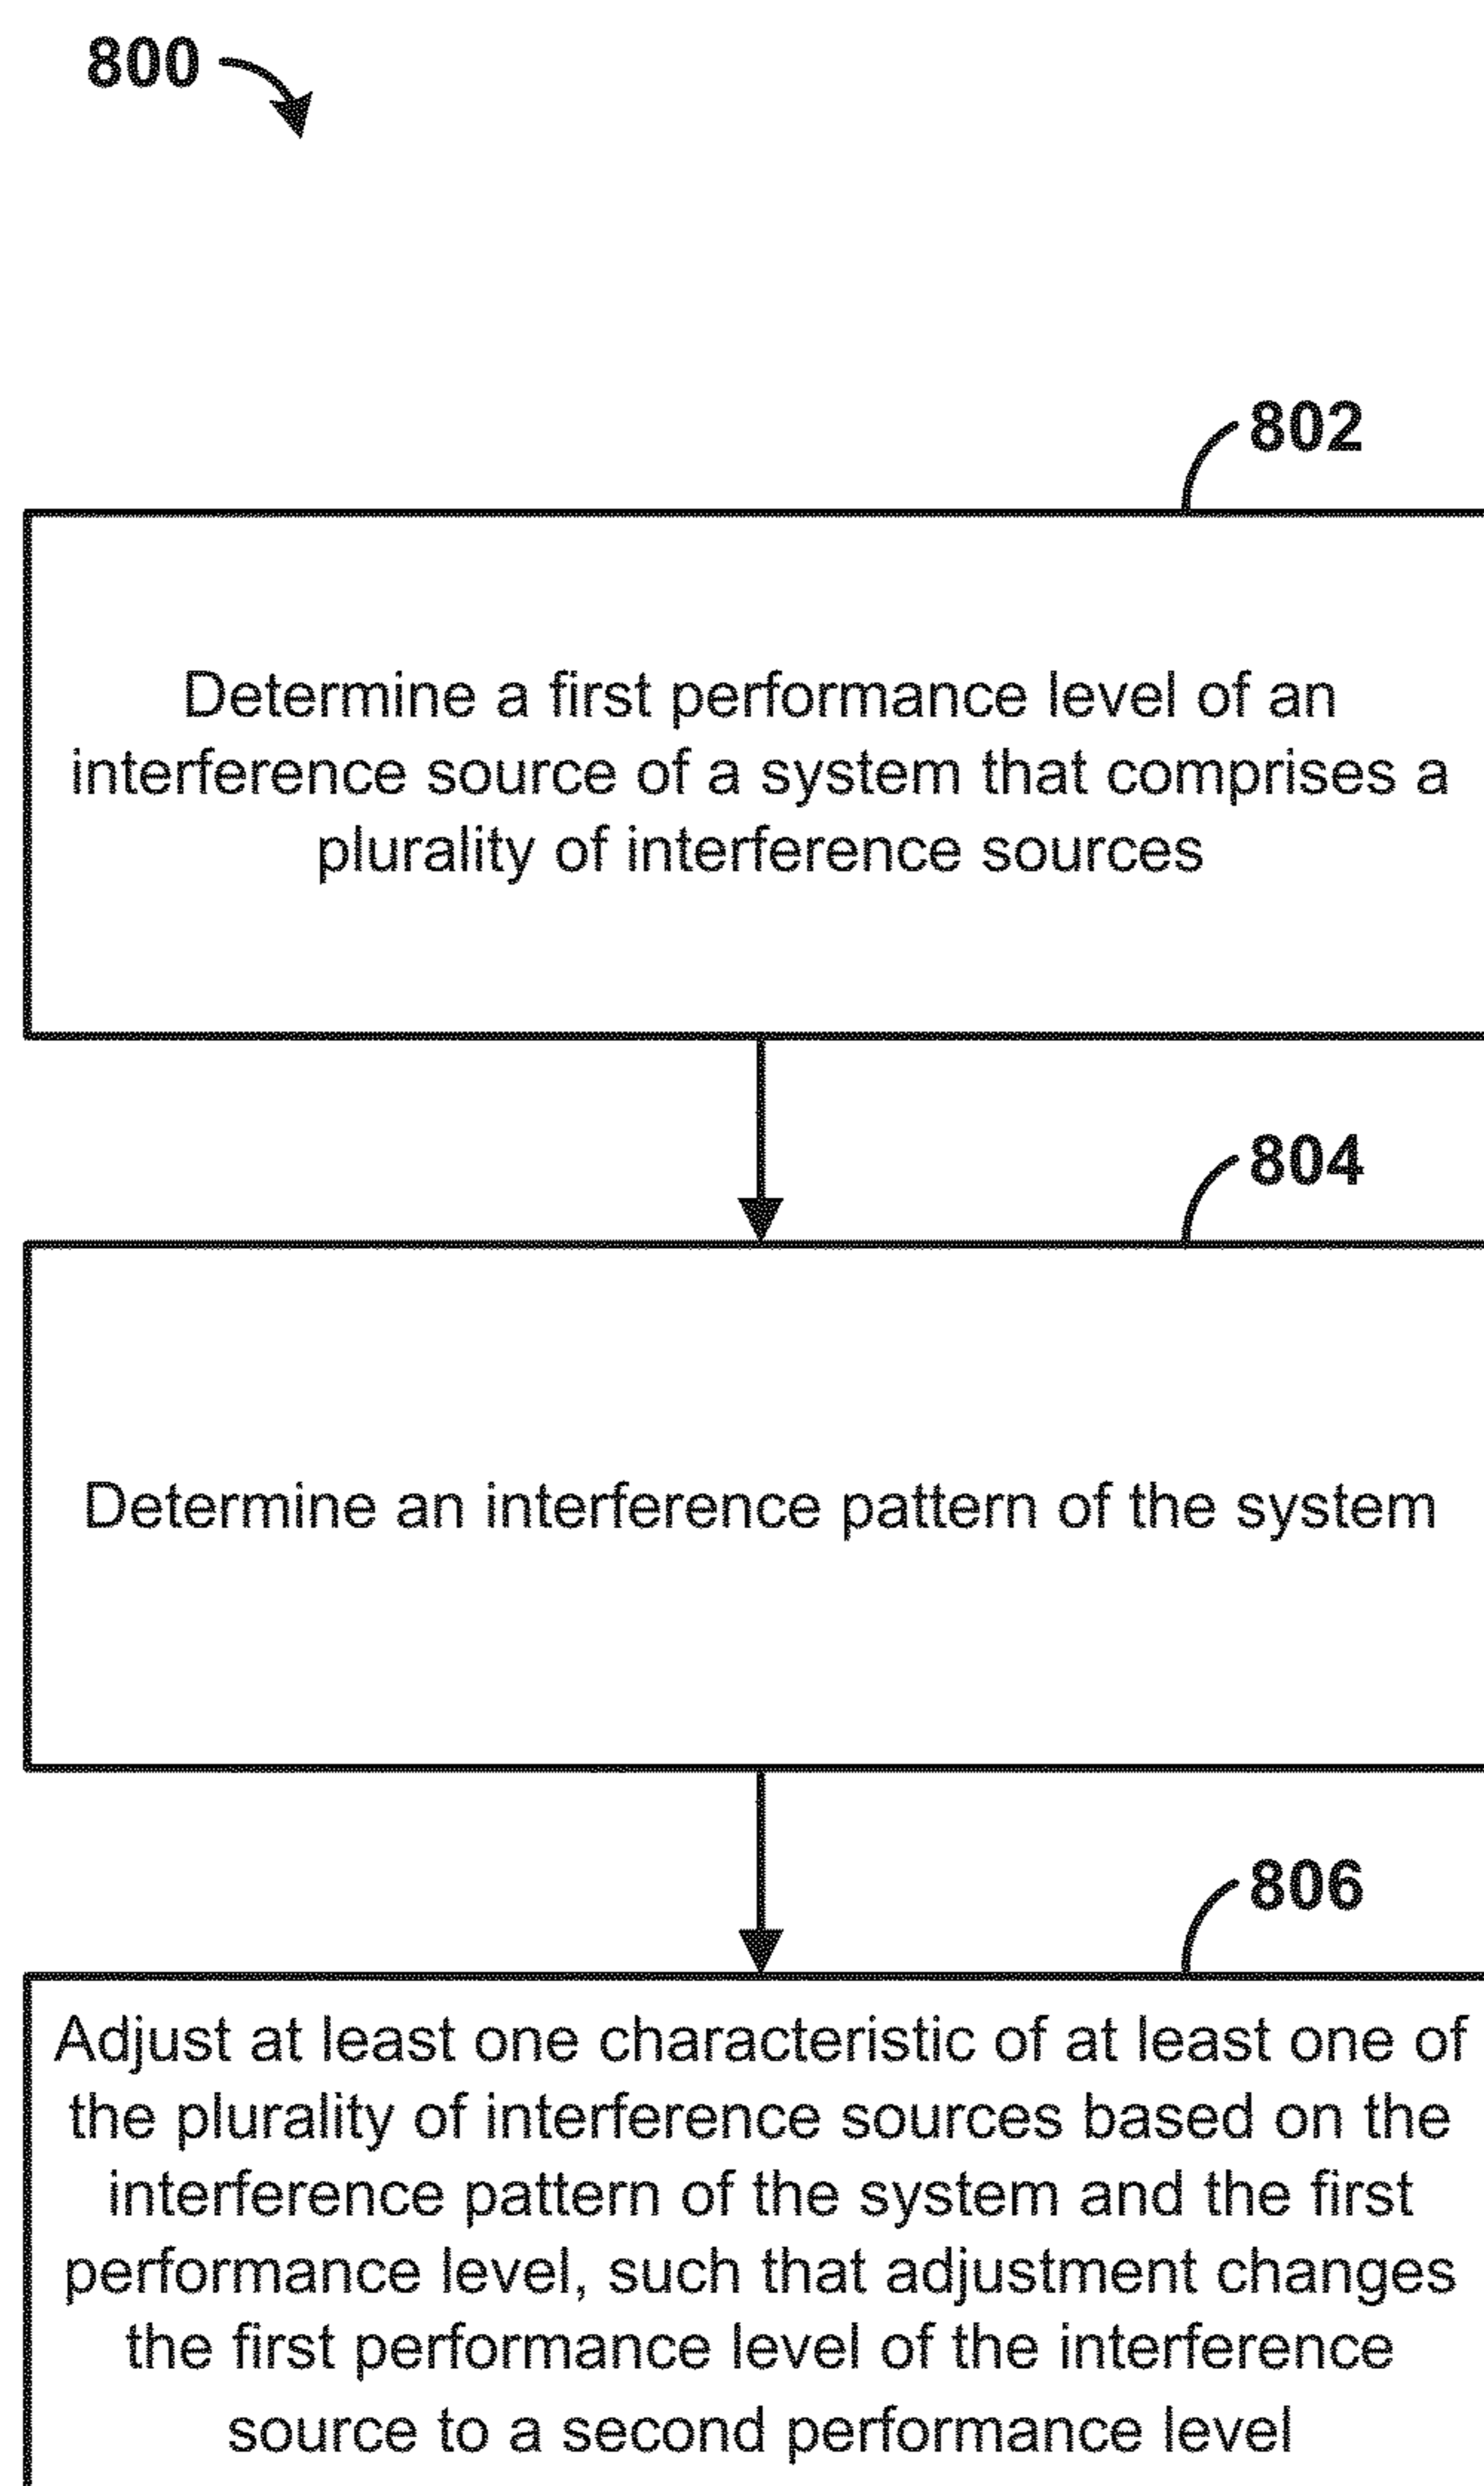 800
802
Determine a first performance level of an
interference source of a system that comprises a
plurality of interference sources
804
Determine an interference pattern of the system
806
Adjust at least one characteristic of at least one of
the plurality of interference sources based on the
interference pattern of the system and the first
performance level, such that adjustment changes
the first performance level of the interference
source to a second performance level